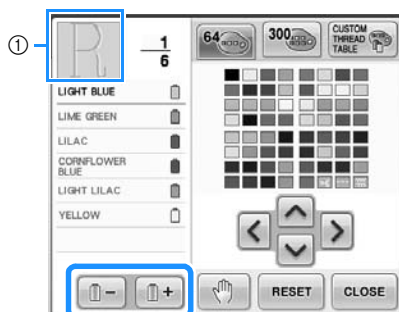 ①
R
1
6
64
300
CUSTOM
THREAD
TABLE
LIGHT BLUE
LIME GREEN
LILAC
CORNFLOWER
BLUE
LIGHT LILAC
YELLOW
−
+
RESET
CLOSE